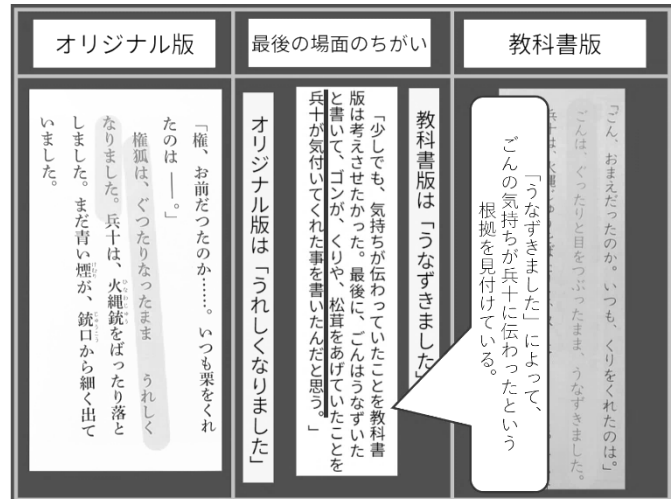 オリジナル版
最後の場面のちがい
教科書版
「権、お前だつたのか……。いつも栗をくれ
たのは ──。」
権狐は、ぐつたりなったまま うれしく
なりました。兵十は、火縄銃をばったり落と
しました。まだ青い煙が、銃口から細く出て
いました。
教科書版は「うなずきました」
「少しでも、気持ちが伝わっていたことを教科書
版は考えさせたかった。最後に、ごんはうなずいた
と書いて、ゴンが、くりや、松茸をあげていたことを
兵十が気付いてくれた事を書いたんだと思う。」
オリジナル版は「うれしくなりました」
「ごん、おまえだったのか。いつも、くりをくれたのは。」
ごんは、ぐったりと目をつぶったまま、うなずきました。
「うなずきました」によって、
ごんの気持ちが兵十に伝わったという
根拠を見付けている。